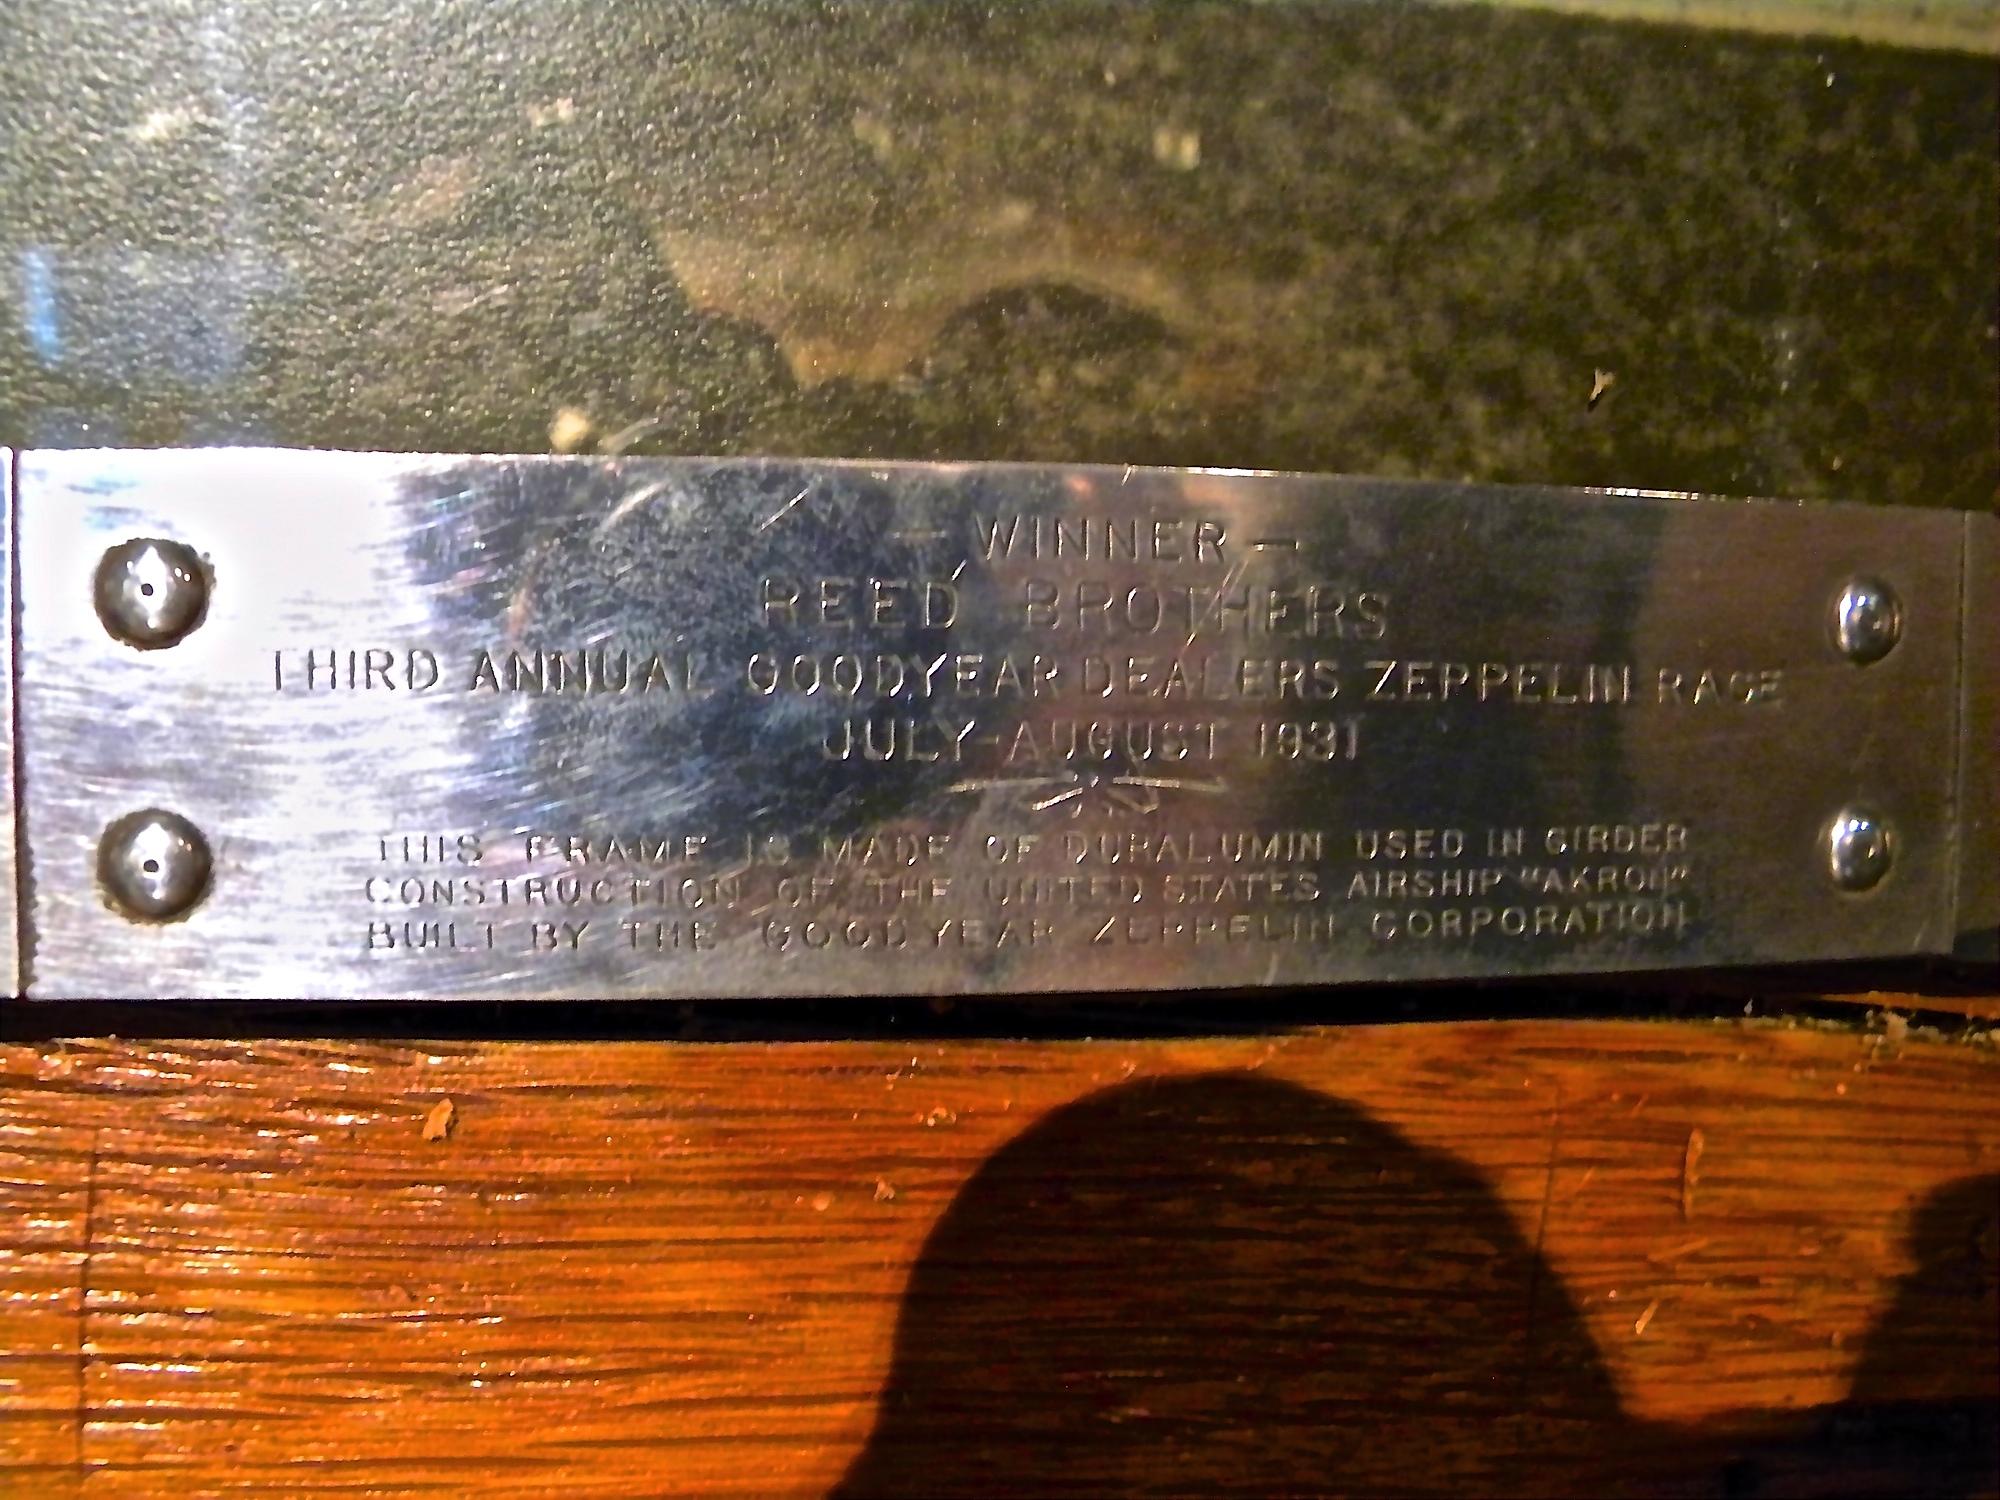 — WINNER —
REED BROTHERS
THIRD ANNUAL GOODYEAR DEALERS ZEPPELIN RACE
JULY-AUGUST 1931
THIS FRAME IS MADE OF DURALUMIN USED IN GIRDER
CONSTRUCTION OF THE UNITED STATES AIRSHIP "AKRON"
BUILT BY THE GOODYEAR ZEPPELIN CORPORATION